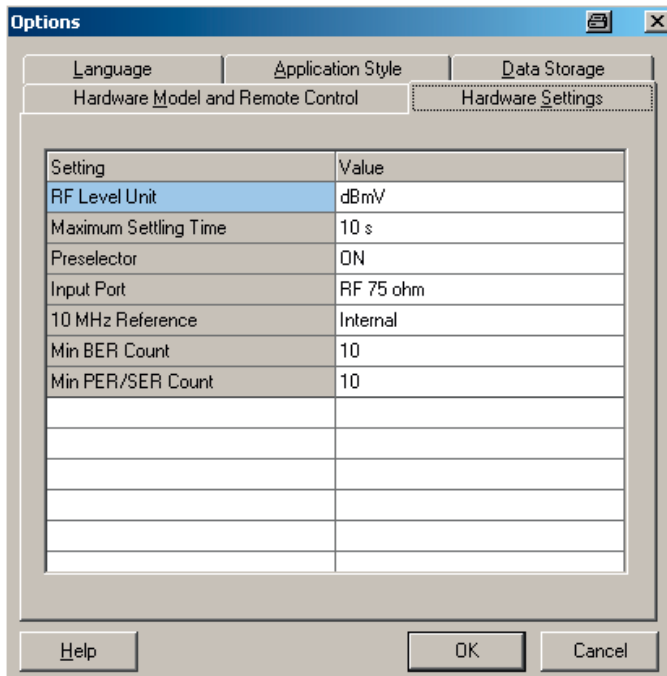 Options
Language Application Style Data Storage
Hardware Model and Remote Control Hardware Settings
Setting Value
RF Level Unit dBmV
Maximum Settling Time 10 s
Preselector ON
Input Port RF 75 ohm
10 MHz Reference Internal
Min BER Count 10
Min PER/SER Count 10
Help OK Cancel